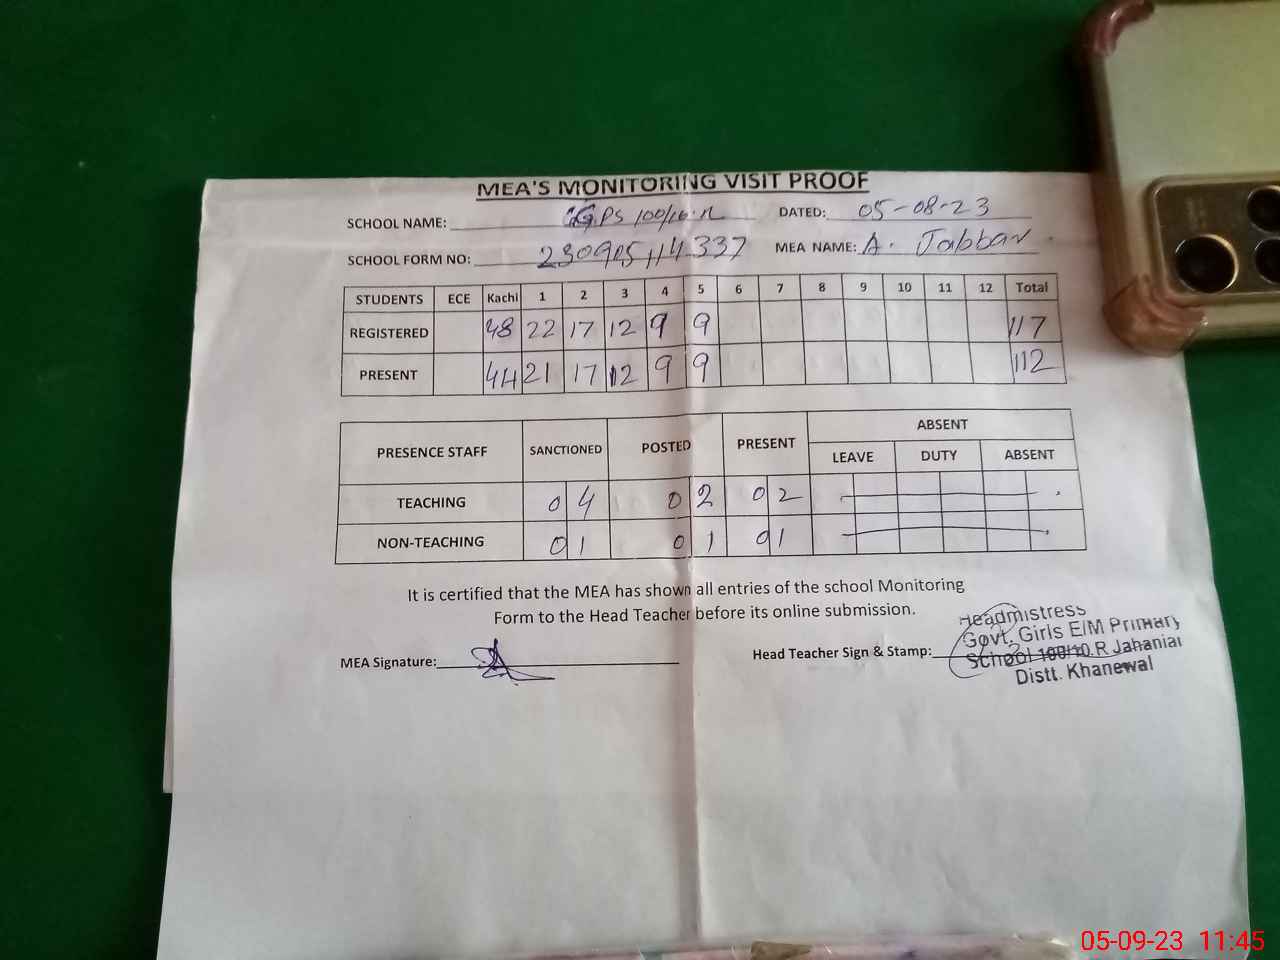 MEA'S MONITORING VISIT PROOF
SCHOOL NAME: GGPS 100/10.R DATED: 05-08-23
SCHOOL FORM NO: MEA NAME: A. Jabbar
STUDENTS ECE Kachi 1 2 3 4 5 6 7 8 9 10 11 12 Total
REGISTERED 48 22 17 12 9 9 117
PRESENT 44 21 17 12 9 9 112
PRESENCE STAFF SANCTIONED POSTED PRESENT ABSENT
LEAVE DUTY ABSENT
TEACHING 04 02 02
NON-TEACHING 01 01 01
It is certified that the MEA has shown all entries of the school Monitoring
Form to the Head Teacher before its online submission.
MEA Signature: Head Teacher Sign & Stamp:
Headmistress
Govt. Girls E/M Primary
School 100/10.R Jahanian
Distt. Khanewal
05-09-23 11:45